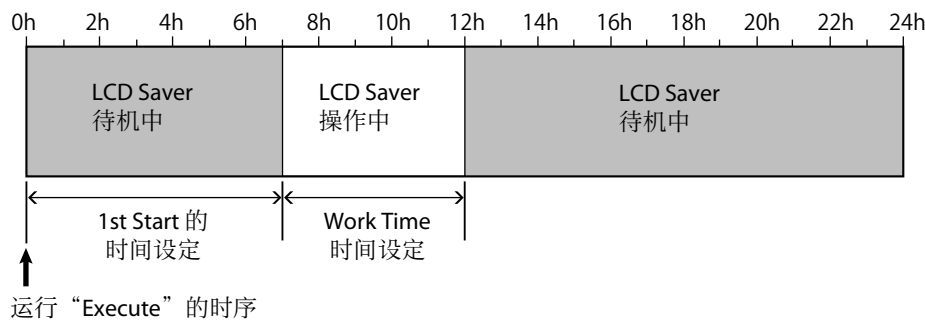 0h 2h 4h 6h 8h 10h 12h 14h 16h 18h 20h 22h 24h
LCD Saver
待机中
LCD Saver
操作中
LCD Saver
待机中
1st Start 的
时间设定
Work Time
时间设定
运行“Execute”的时序